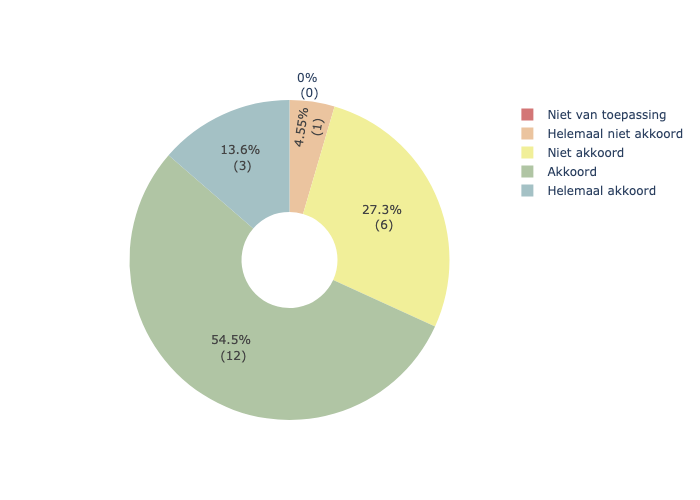 0%
(0)
4.55%
(1)
13.6%
(3)
27.3%
(6)
54.5%
(12)
Niet van toepassing
Helemaal niet akkoord
Niet akkoord
Akkoord
Helemaal akkoord